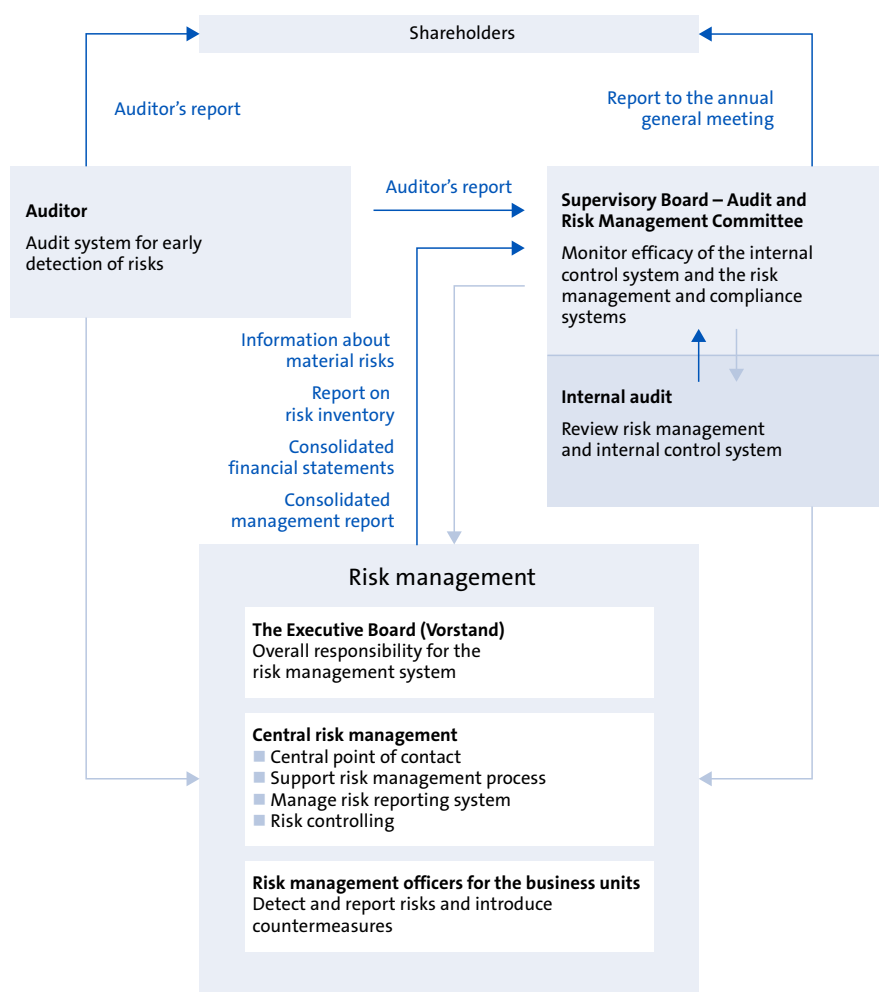 Shareholders
Auditor’s report
Report to the annual
general meeting
Auditor
Audit system for early
detection of risks
Auditor’s report
Supervisory Board – Audit and
Risk Management Committee
Monitor efficacy of the internal
control system and the risk
management and compliance
systems
Information about
material risks
Report on
risk inventory
Consolidated
financial statements
Consolidated
management report
Internal audit
Review risk management
and internal control system
Risk management
The Executive Board (Vorstand)
Overall responsibility for the
risk management system
Central risk management
Central point of contact
Support risk management process
Manage risk reporting system
Risk controlling
Risk management officers for the business units
Detect and report risks and introduce
countermeasures